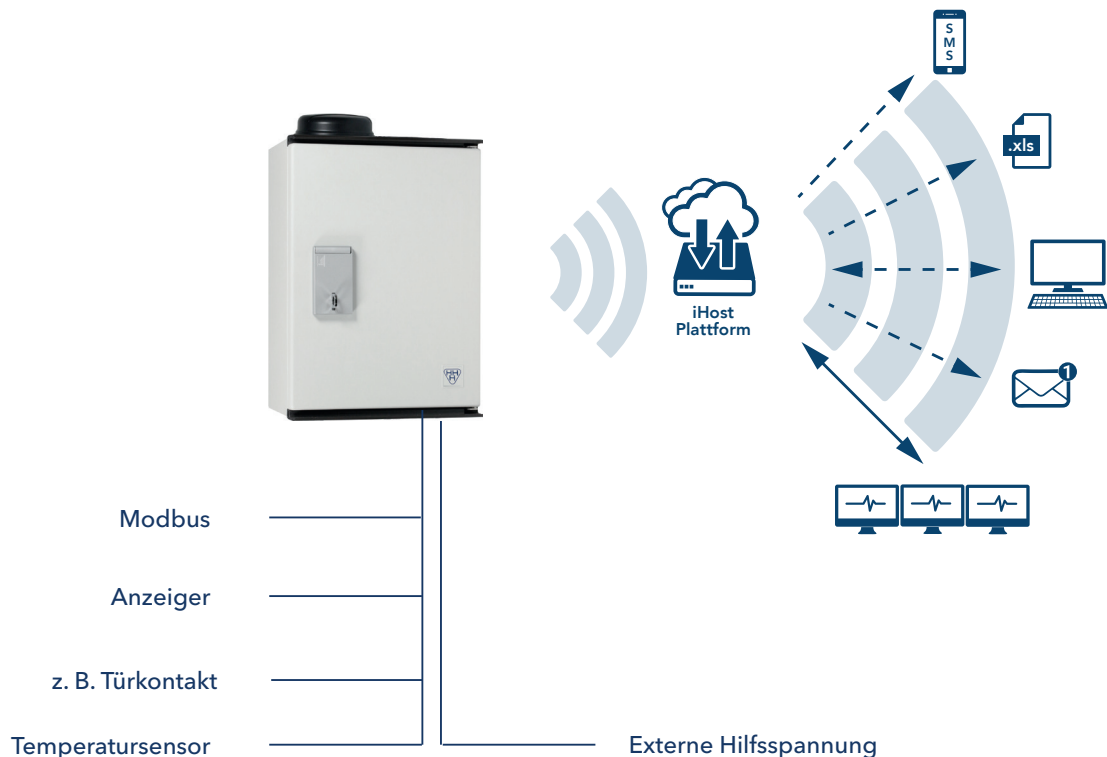 S
M
S
.xls
iHost
Plattform
1
Modbus
Anzeiger
z. B. Türkontakt
Temperatursensor
Externe Hilfsspannung